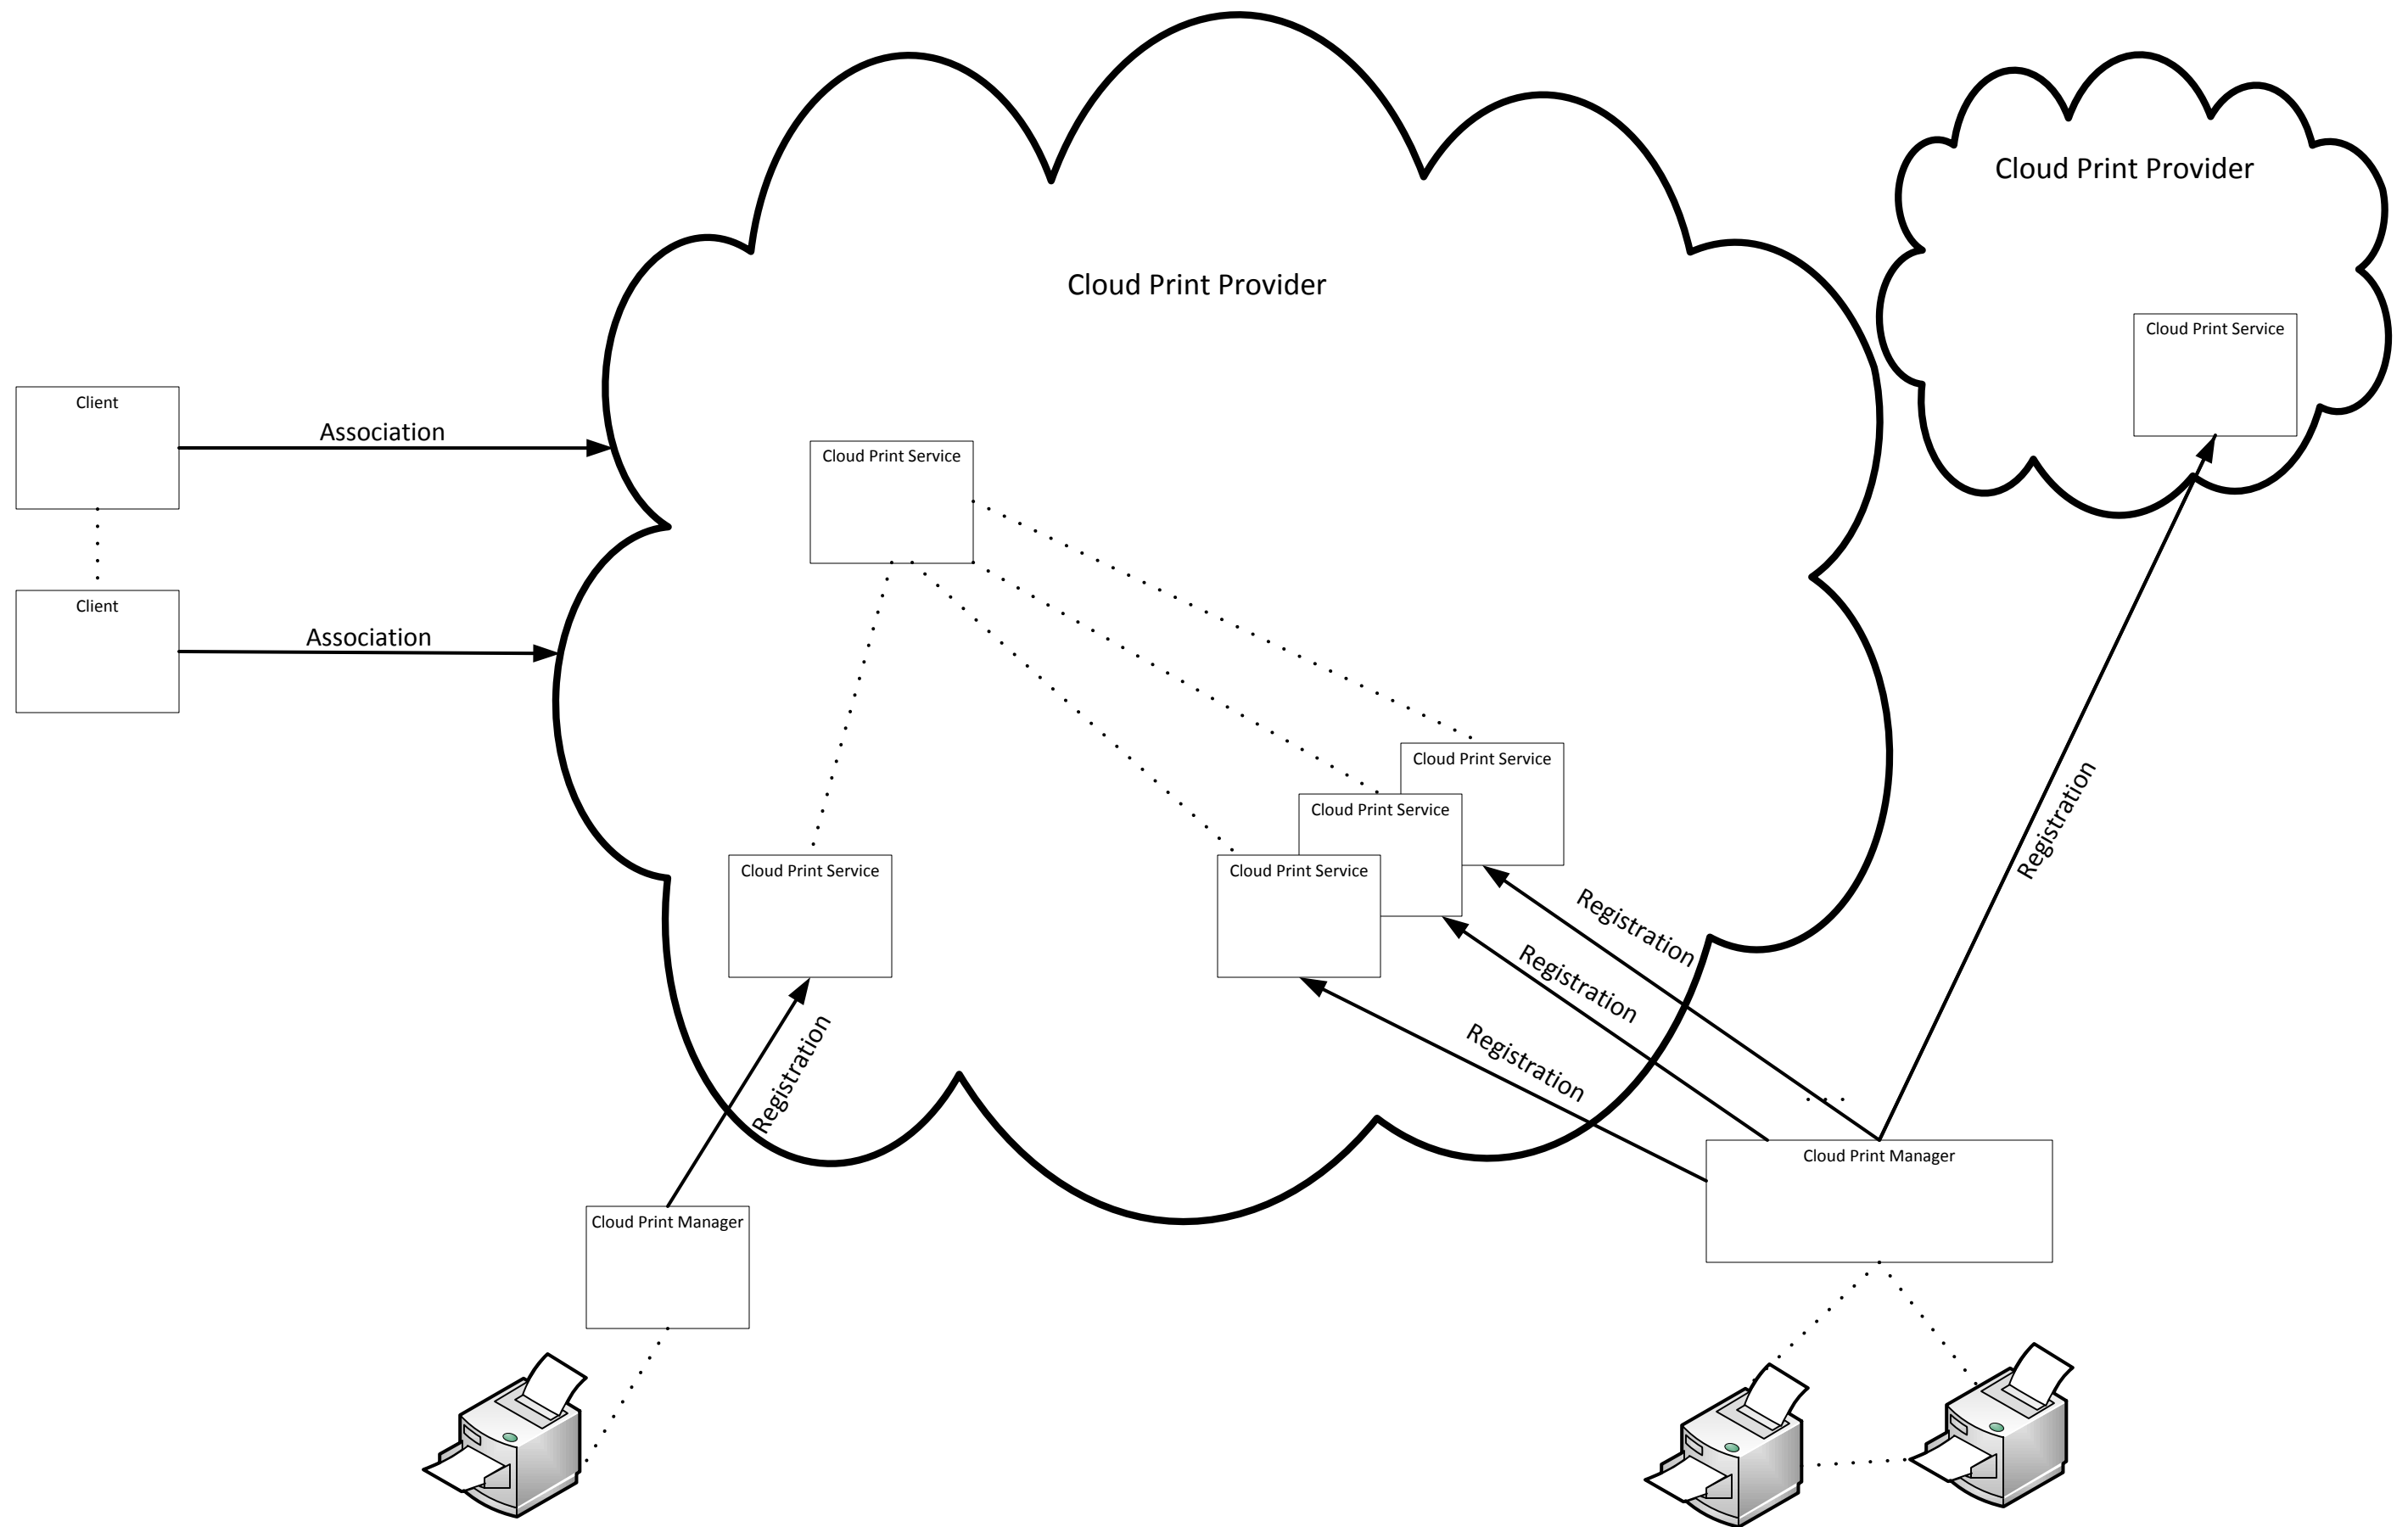 Cloud Print Provider
Cloud Print Provider
Cloud Print Service
Client
Association
Cloud Print Service
Client
Association
Cloud Print Service
Cloud Print Service
Cloud Print Service
Cloud Print Service
Registration
Registration
Registration
Registration
Registration
Cloud Print Manager
Cloud Print Manager